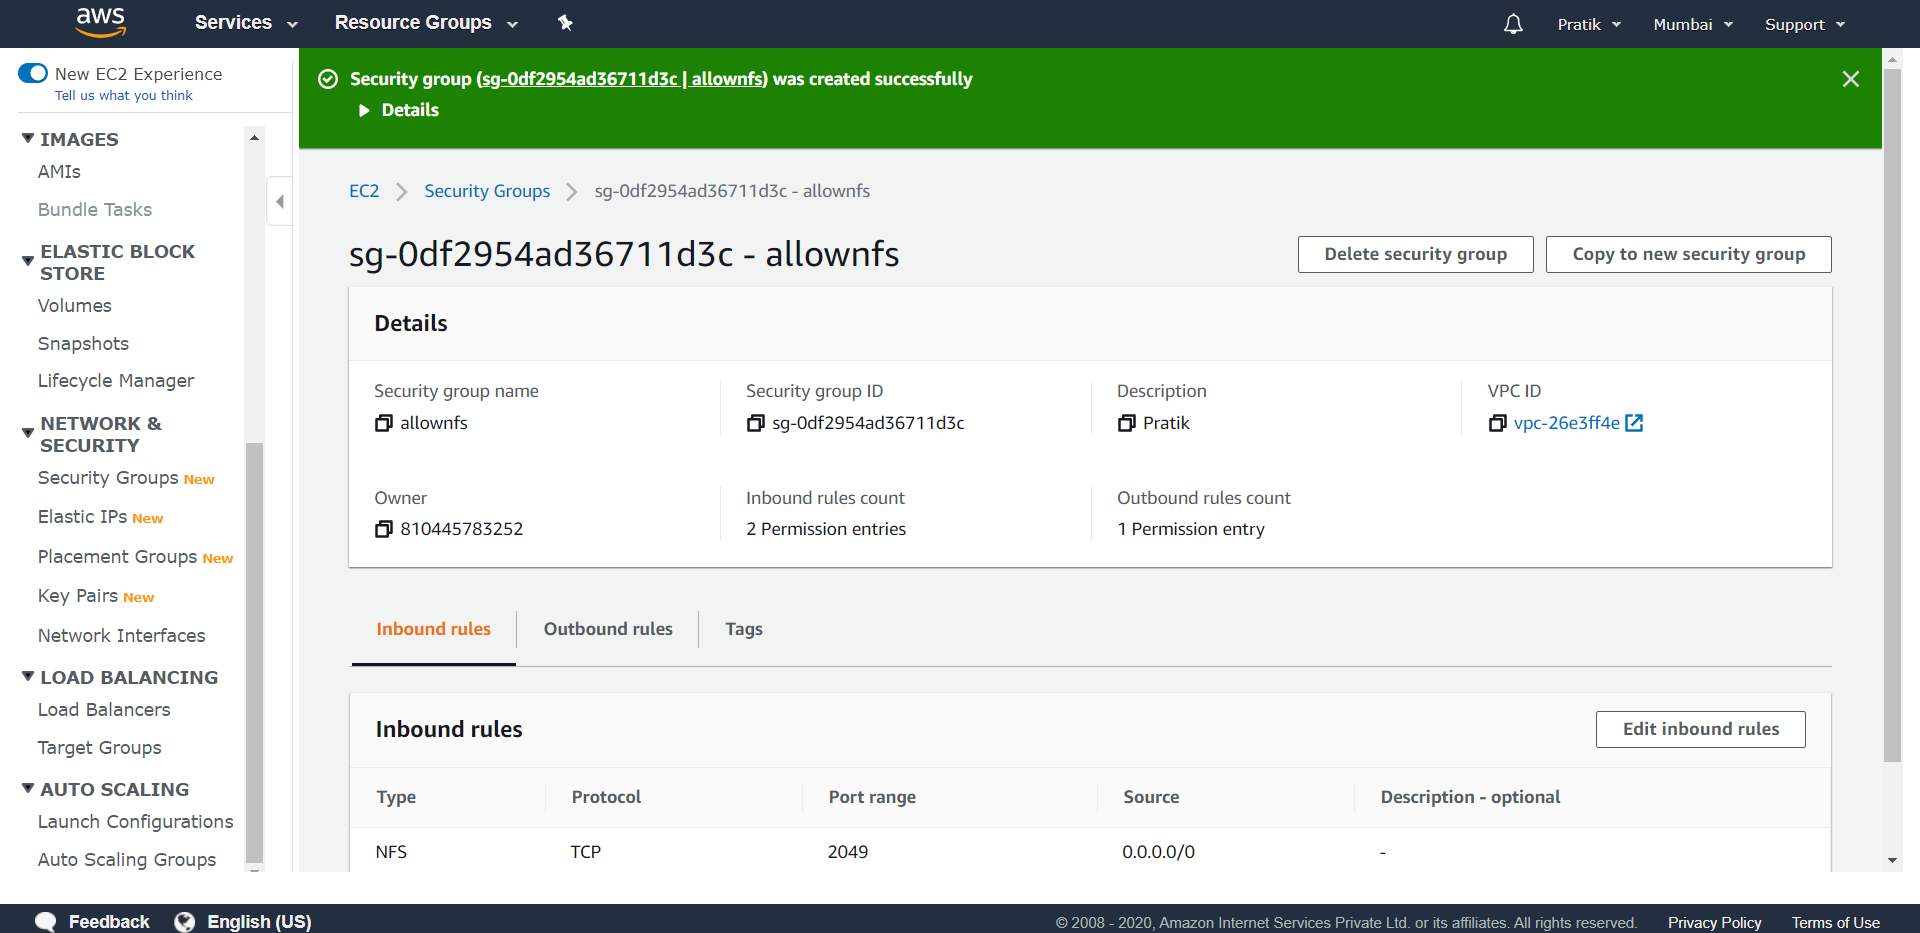 aws Services Resource Groups Pratik Mumbai Support
New EC2 Experience
Tell us what you think
IMAGES
AMIs
Bundle Tasks
ELASTIC BLOCK
STORE
Volumes
Snapshots
Lifecycle Manager
NETWORK &
SECURITY
Security Groups New
Elastic IPs New
Placement Groups New
Key Pairs New
Network Interfaces
LOAD BALANCING
Load Balancers
Target Groups
AUTO SCALING
Launch Configurations
Auto Scaling Groups
Security group (sg-0df2954ad36711d3c | allownfs) was created successfully
Details
EC2 Security Groups sg-0df2954ad36711d3c - allownfs
sg-0df2954ad36711d3c - allownfs Delete security group Copy to new security group
Details
Security group name Security group ID Description VPC ID
allownfs sg-0df2954ad36711d3c Pratik vpc-26e3ff4e
Owner Inbound rules count Outbound rules count
810445783252 2 Permission entries 1 Permission entry
Inbound rules Outbound rules Tags
Inbound rules Edit inbound rules
Type Protocol Port range Source Description - optional
NFS TCP 2049 0.0.0.0/0 -
Feedback English (US) © 2008 - 2020, Amazon Internet Services Private Ltd. or its affiliates. All rights reserved. Privacy Policy Terms of Use